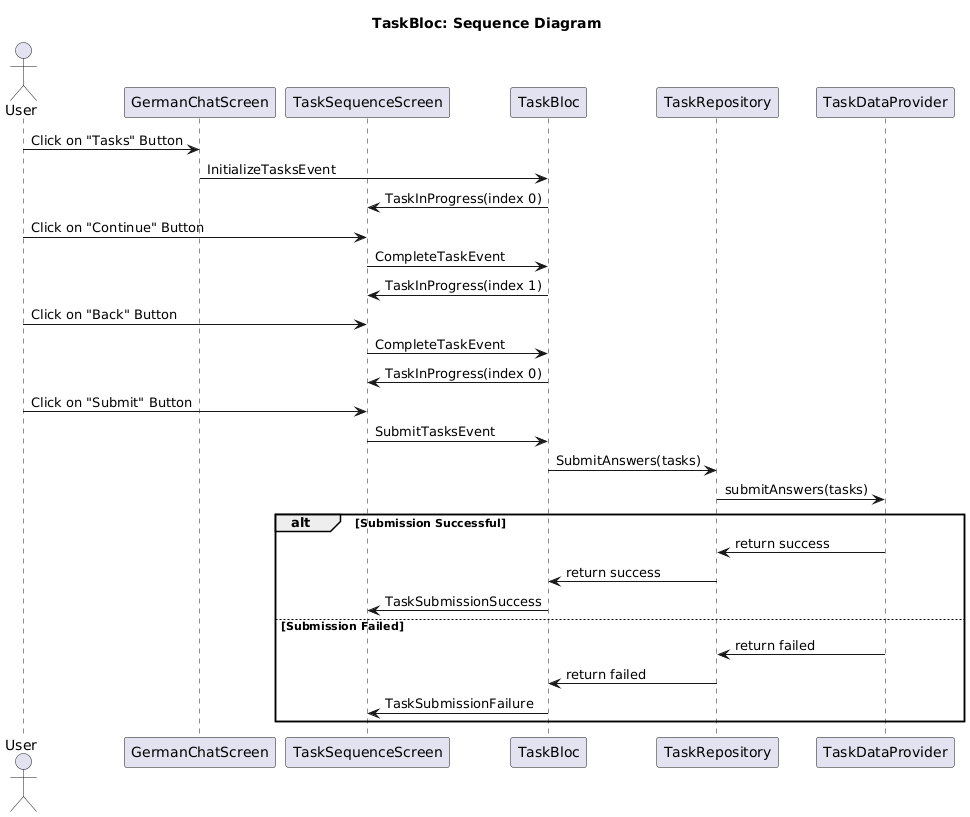 TaskBloc: Sequence Diagram
User
GermanChatScreen
TaskSequenceScreen
TaskBloc
TaskRepository
TaskDataProvider
Click on "Tasks" Button
InitializeTasksEvent
TaskInProgress(index 0)
Click on "Continue" Button
CompleteTaskEvent
TaskInProgress(index 1)
Click on "Back" Button
CompleteTaskEvent
TaskInProgress(index 0)
Click on "Submit" Button
SubmitTasksEvent
SubmitAnswers(tasks)
submitAnswers(tasks)
alt [Submission Successful]
return success
return success
TaskSubmissionSuccess
[Submission Failed]
return failed
return failed
TaskSubmissionFailure
User
GermanChatScreen
TaskSequenceScreen
TaskBloc
TaskRepository
TaskDataProvider